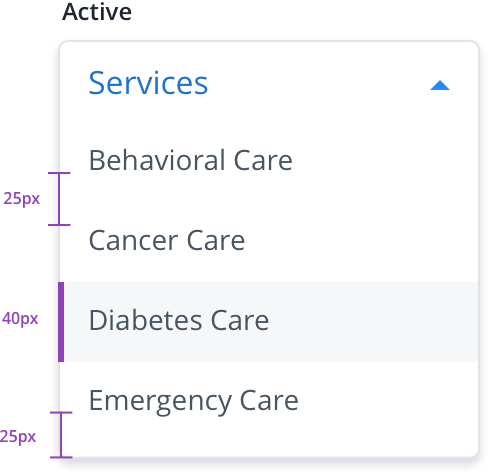 Active
Services
Behavioral Care
25px
Cancer Care
40px
Diabetes Care
Emergency Care
25px